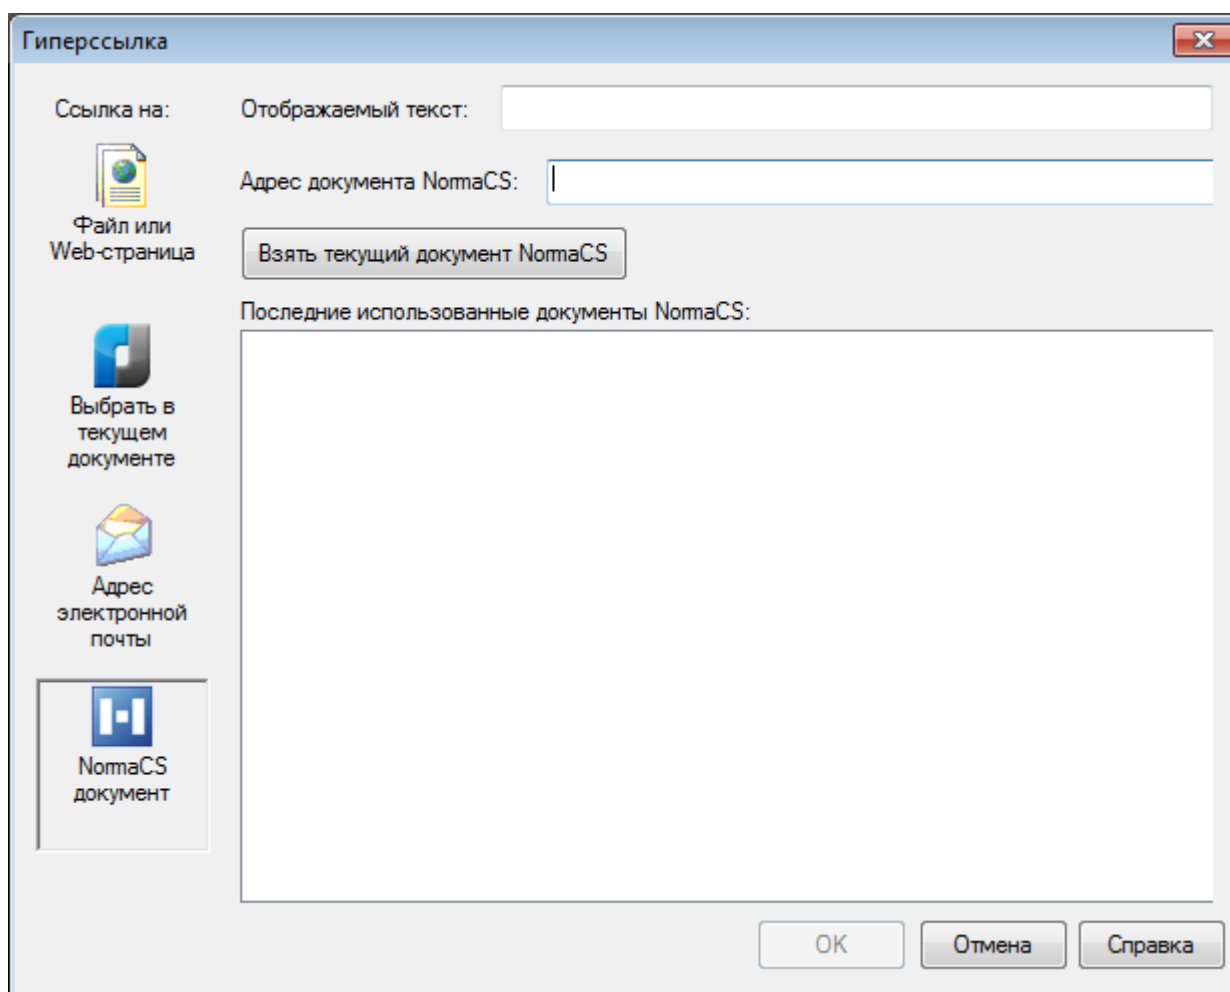 Гиперссылка
Ссылка на:
Отображаемый текст:
Файл или
Web-страница
Адрес документа NormaCS:
Взять текущий документ NormaCS
Последние использованные документы NormaCS:
Выбрать в
текущем
документе
Адрес
электронной
почты
NormaCS
документ
OK
Отмена
Справка